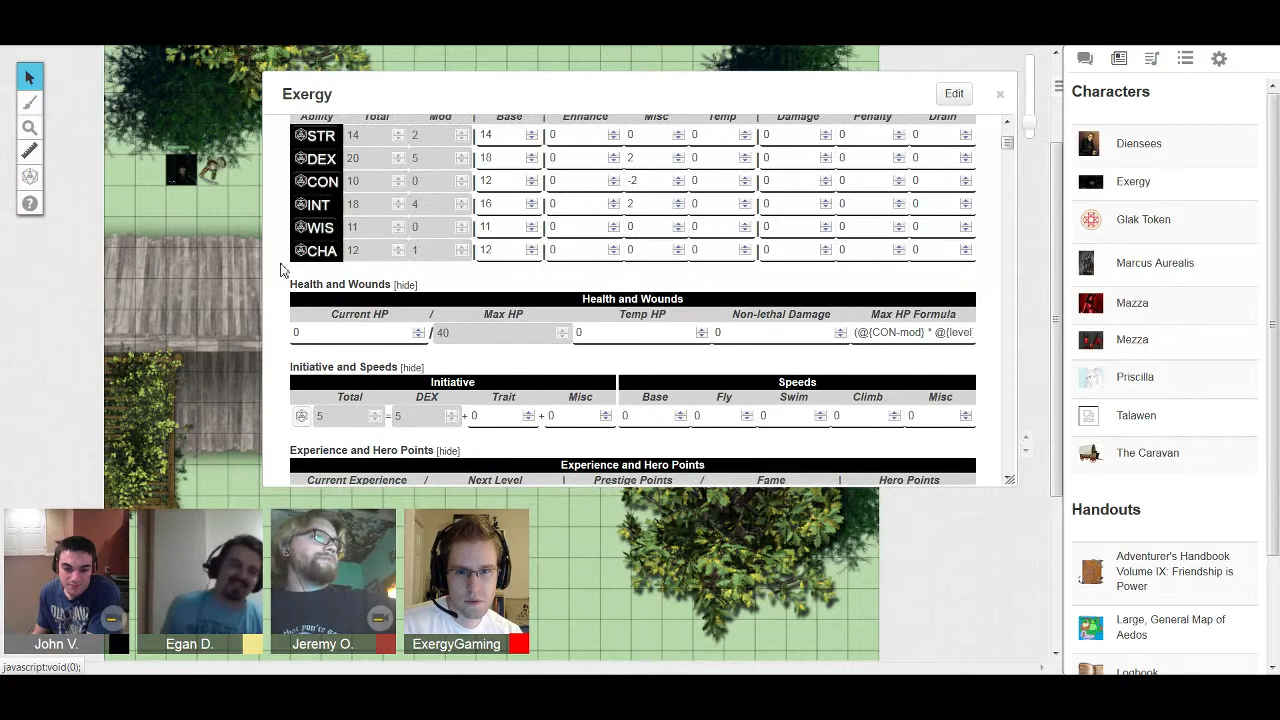 Exergy
Edit
Ability Total Mod | Base | Enhance Misc Temp | Damage Penalty Drain
STR 14 2 14 0 0 0 0 0 0
DEX 20 5 18 0 2 0 0 0 0
CON 10 0 12 0 -2 0 0 0 0
INT 18 4 16 0 2 0 0 0 0
WIS 11 0 11 0 0 0 0 0 0
CHA 12 1 12 0 0 0 0 0 0
Health and Wounds [hide]
Health and Wounds
Current HP / Max HP Temp HP Non-lethal Damage Max HP Formula
0 / 40 0 0 (@{CON-mod} * @{level
Initiative and Speeds [hide]
Initiative Speeds
Total DEX Trait Misc Base Fly Swim Climb Misc
5 = 5 + 0 + 0 0 0 0 0 0
Experience and Hero Points [hide]
Experience and Hero Points
Current Experience / Next Level | Prestige Points / Fame | Hero Points
Characters
Diensees
Exergy
Glak Token
Marcus Aurealis
Mazza
Mezza
Priscilla
Talawen
The Caravan
Handouts
Adventurer's Handbook
Volume IX: Friendship is
Power
Large, General Map of
Aedos
Logbook
John V.
Egan D.
Jeremy O.
ExergyGaming
javascript:void(0);